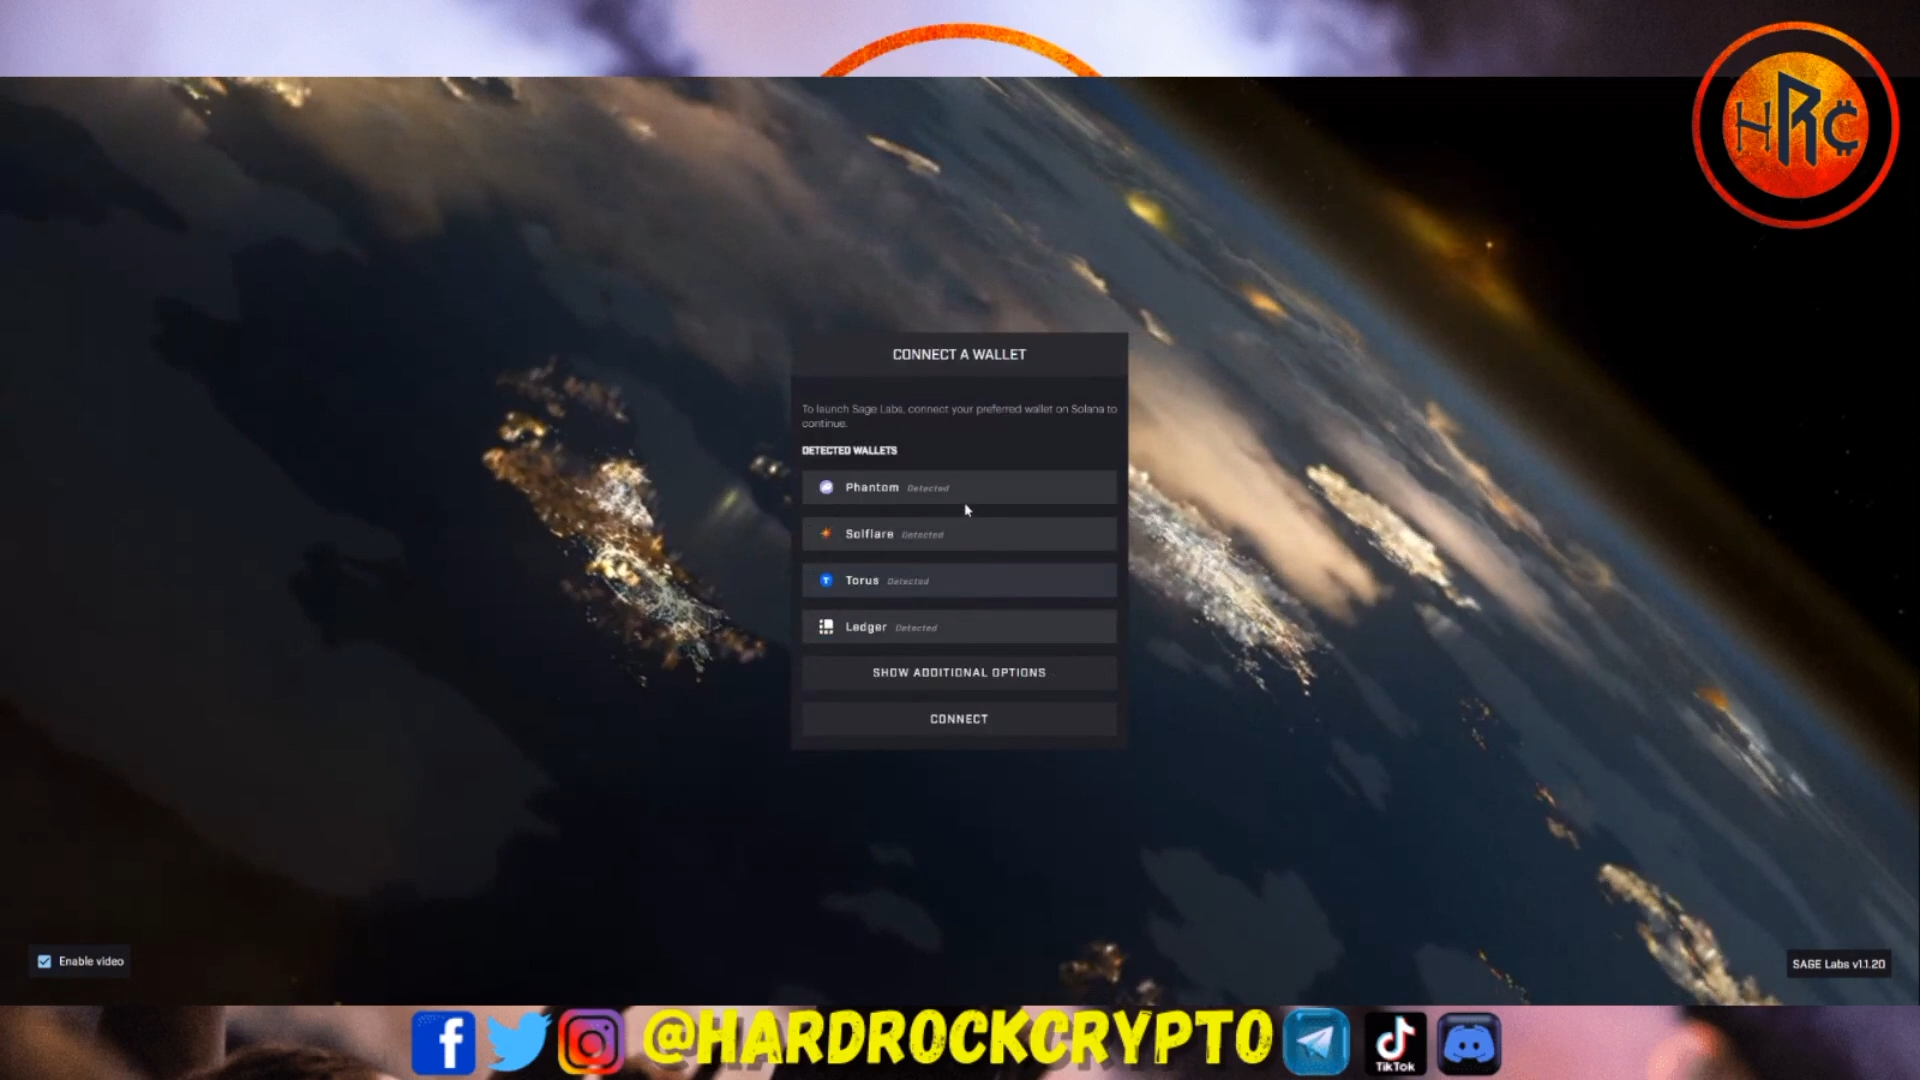 HRC
CONNECT A WALLET
To launch Sage Labs, connect your preferred wallet on Solana to
continue.
DETECTED WALLETS
Phantom Detected
Solflare Detected
Torus Detected
Ledger Detected
SHOW ADDITIONAL OPTIONS
CONNECT
Enable video
SAGE Labs v1.1.20
@HARDROCKCRYPTO
TikTok